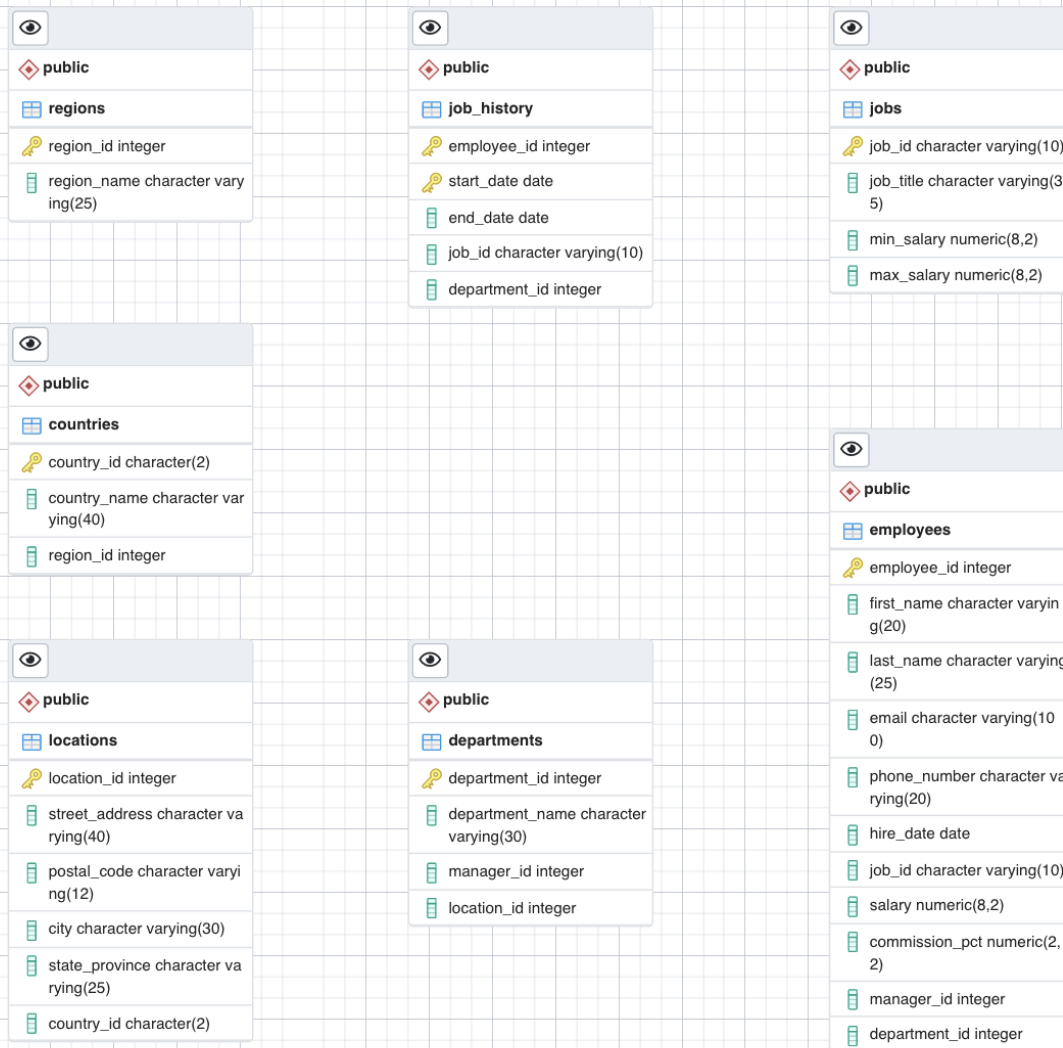 public
regions
region_id integer
region_name character vary
ing(25)
public
job_history
employee_id integer
start_date date
end_date date
job_id character varying(10)
department_id integer
public
jobs
job_id character varying(10)
job_title character varying(3
5)
min_salary numeric(8,2)
max_salary numeric(8,2)
public
countries
country_id character(2)
country_name character var
ying(40)
region_id integer
public
employees
employee_id integer
first_name character varyin
g(20)
last_name character varying
(25)
email character varying(10
0)
phone_number character va
rying(20)
hire_date date
job_id character varying(10)
salary numeric(8,2)
commission_pct numeric(2,
2)
manager_id integer
department_id integer
public
locations
location_id integer
street_address character va
rying(40)
postal_code character varyi
ng(12)
city character varying(30)
state_province character va
rying(25)
country_id character(2)
public
departments
department_id integer
department_name character
varying(30)
manager_id integer
location_id integer